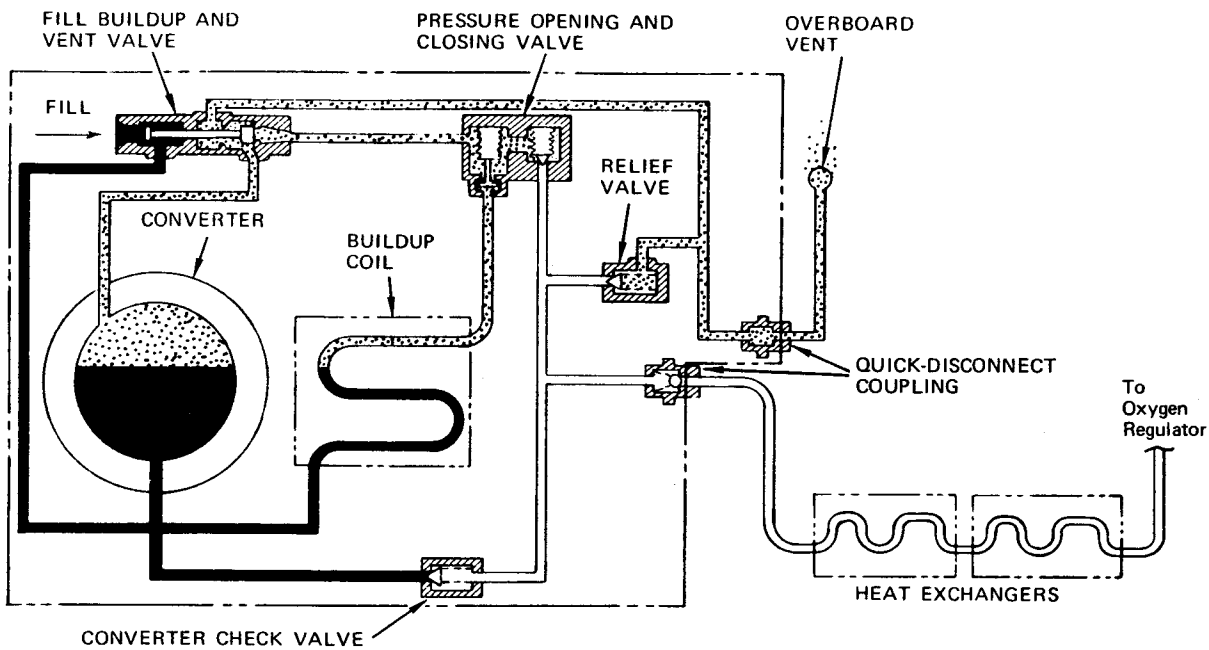 FILL BUILDUP AND
VENT VALVE
PRESSURE OPENING AND
CLOSING VALVE
OVERBOARD
VENT
FILL
RELIEF
VALVE
CONVERTER
BUILDUP
COIL
QUICK-DISCONNECT
COUPLING
To
Oxygen
Regulator
HEAT EXCHANGERS
CONVERTER CHECK VALVE